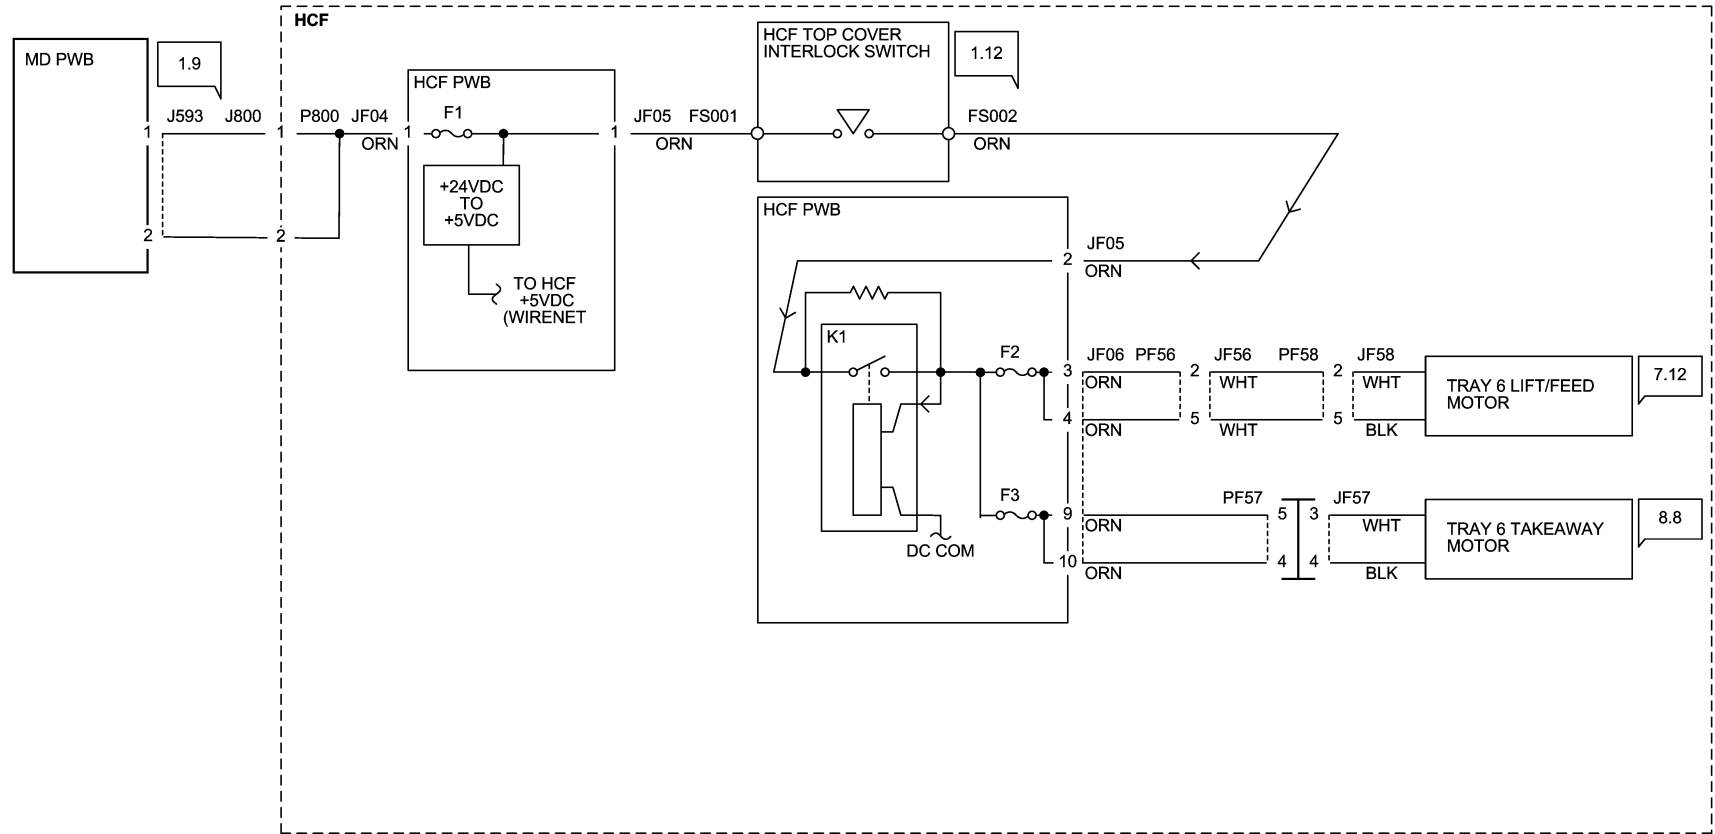 HCF
MD PWB
1.9
J593
J800
P800
JF04
1
1
1
ORN
2
2
HCF PWB
F1
1
+24VDC
TO
+5VDC
TO HCF
+5VDC
(WIRENET
JF05
FS001
ORN
HCF TOP COVER
INTERLOCK SWITCH
1.12
FS002
ORN
HCF PWB
JF05
2
ORN
K1
DC COM
F2
3
JF06
PF56
2
JF56
PF58
2
JF58
ORN
WHT
WHT
4
5
5
ORN
WHT
BLK
TRAY 6 LIFT/FEED
MOTOR
7.12
F3
9
PF57
5
3
JF57
ORN
WHT
10
4
4
ORN
BLK
TRAY 6 TAKEAWAY
MOTOR
8.8